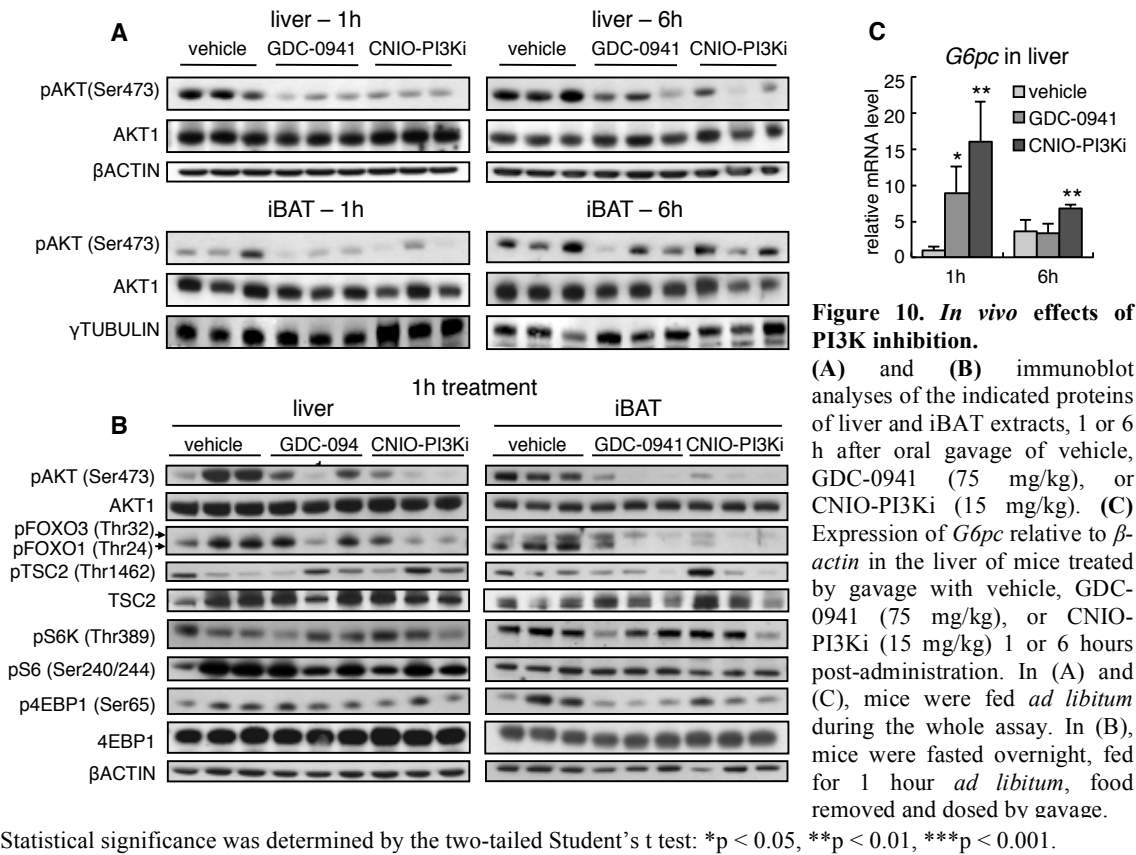 A
liver – 1h
vehicle GDC-0941 CNIO-PI3Ki
liver – 6h
vehicle GDC-0941 CNIO-PI3Ki
pAKT(Ser473)
AKT1
βACTIN
iBAT – 1h
iBAT – 6h
pAKT (Ser473)
AKT1
γTUBULIN
1h treatment
B
liver
iBAT
vehicle GDC-094 CNIO-PI3Ki
vehicle GDC-0941 CNIO-PI3Ki
pAKT (Ser473)
AKT1
pFOXO3 (Thr32)
pFOXO1 (Thr24)
pTSC2 (Thr1462)
TSC2
pS6K (Thr389)
pS6 (Ser240/244)
p4EBP1 (Ser65)
4EBP1
βACTIN
C
G6pc in liver
relative mRNA level
25
20
15
10
5
0
* ** **
vehicle
GDC-0941
CNIO-PI3Ki
1h 6h
Figure 10. In vivo effects of
PI3K inhibition.
(A) and (B) immunoblot
analyses of the indicated proteins
of liver and iBAT extracts, 1 or 6
h after oral gavage of vehicle,
GDC-0941 (75 mg/kg), or
CNIO-PI3Ki (15 mg/kg). (C)
Expression of G6pc relative to β-
actin in the liver of mice treated
by gavage with vehicle, GDC-
0941 (75 mg/kg), or CNIO-
PI3Ki (15 mg/kg) 1 or 6 hours
post-administration. In (A) and
(C), mice were fed ad libitum
during the whole assay. In (B),
mice were fasted overnight, fed
for 1 hour ad libitum, food
removed and dosed by gavage.
Statistical significance was determined by the two-tailed Student’s t test: *p < 0.05, **p < 0.01, ***p < 0.001.